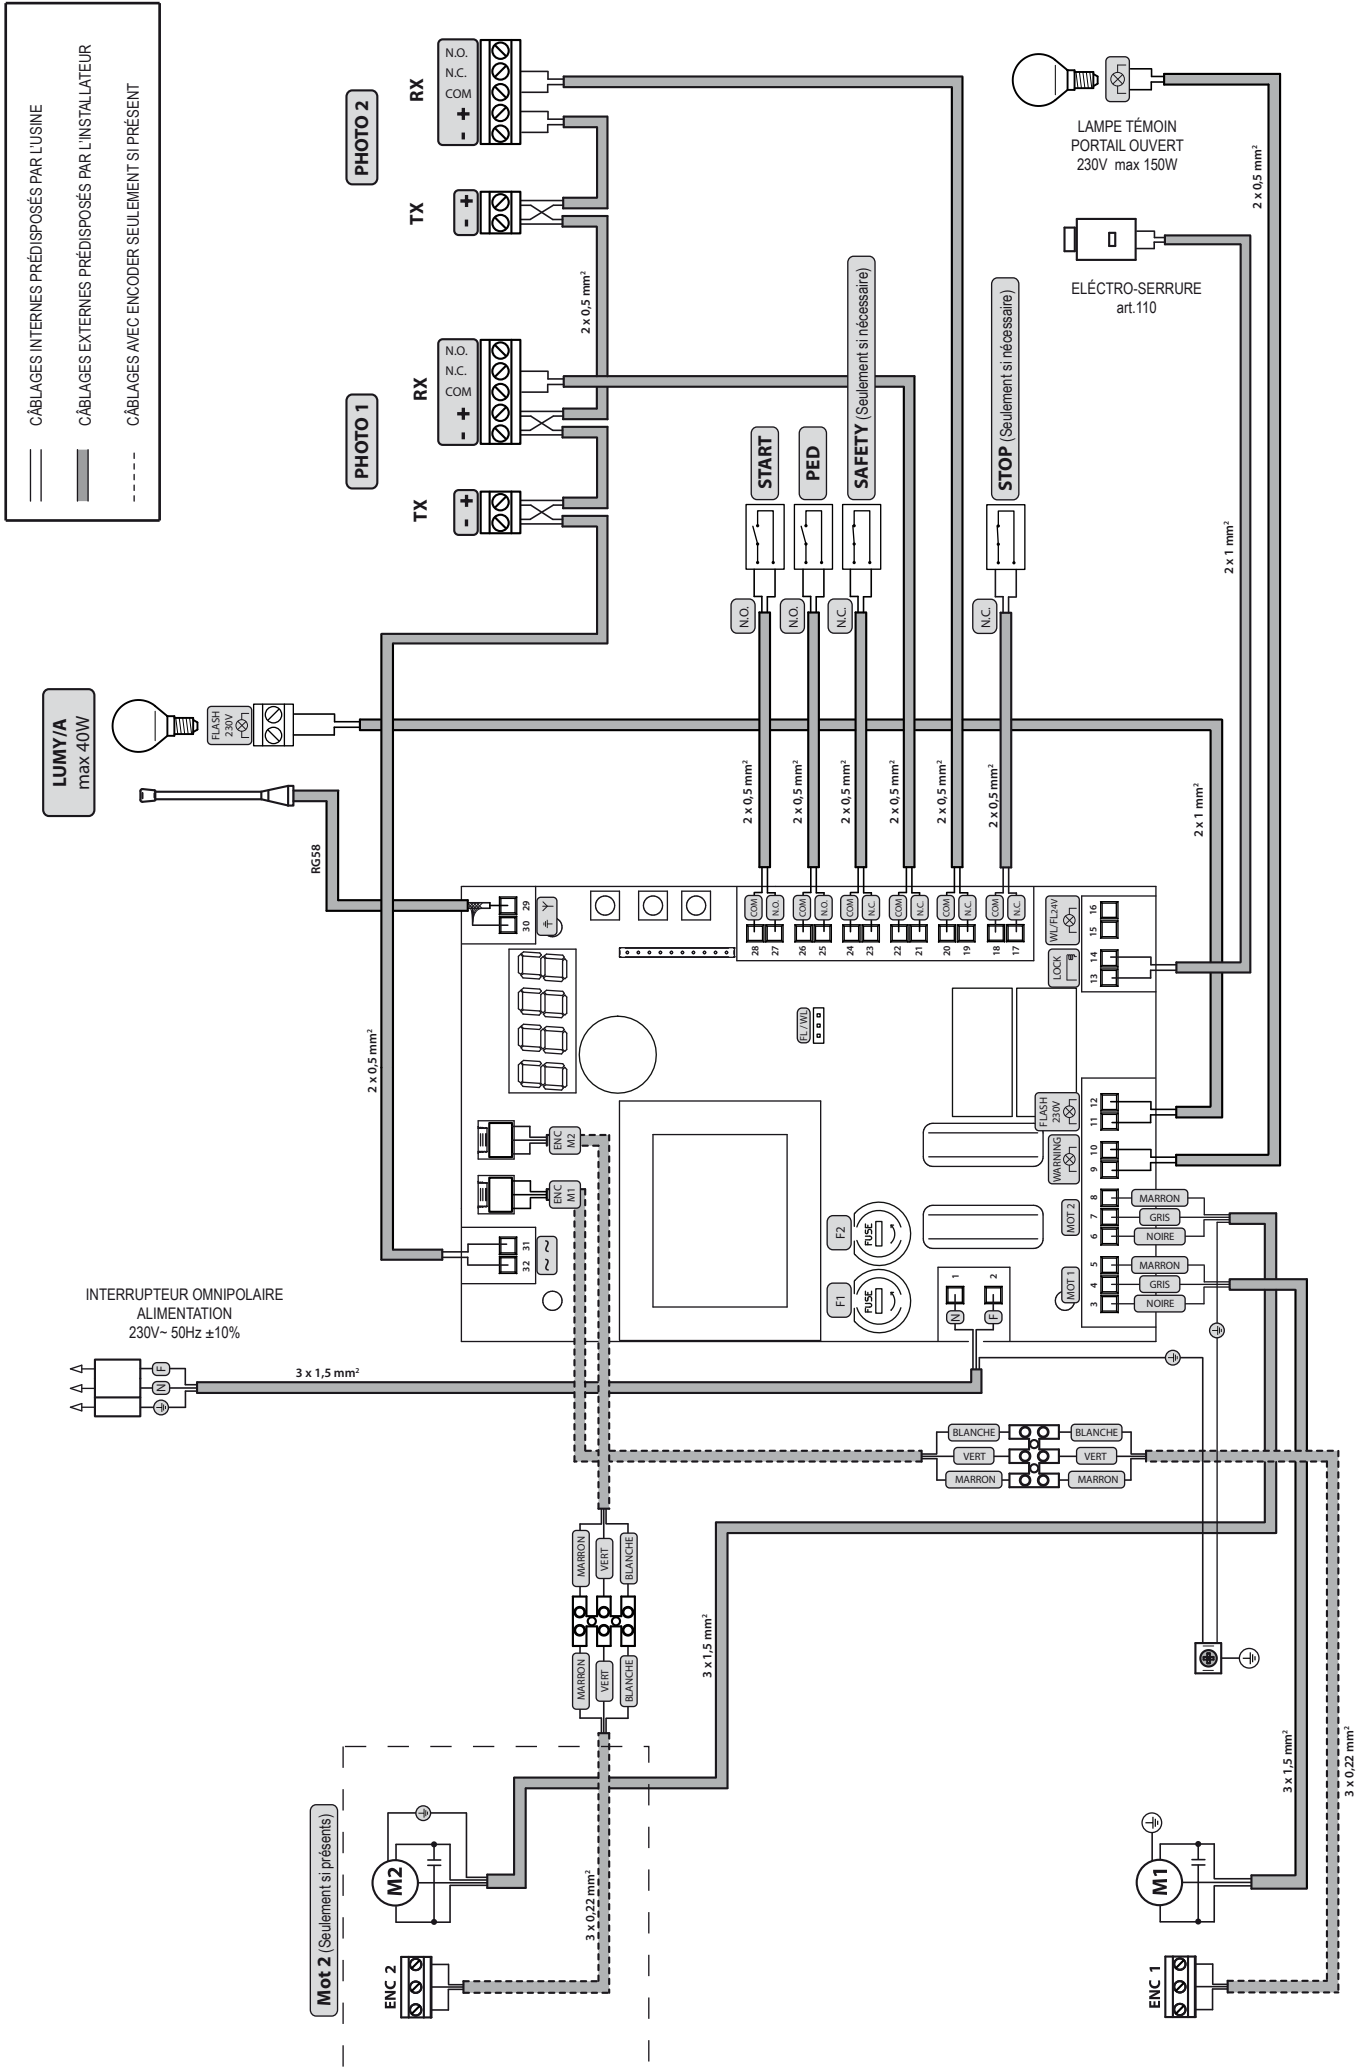 CÂBLAGES INTERNES PRÉDISPOSÉS PAR L'USINE
CÂBLAGES EXTERNES PRÉDISPOSÉS PAR L'INSTALLATEUR
CÂBLAGES AVEC ENCODER SEULEMENT SI PRÉSENT
PHOTO 2
RX
N.O.
N.C.
COM
+
-
TX
- +
2 x 0,5 mm²
PHOTO 1
RX
N.O.
N.C.
COM
+
-
TX
- +
LAMPE TÉMOIN
PORTAIL OUVERT
230V max 150W
2 x 0,5 mm²
ELÉCTRO-SERRURE
art.110
2 x 1 mm²
START
PED
SAFETY (Seulement si nécessaire)
STOP (Seulement si nécessaire)
N.O.
N.O.
N.C.
N.C.
LUMY/A
max 40W
FLASH
230V
RG58
2 x 0,5 mm²
2 x 0,5 mm²
2 x 0,5 mm²
2 x 0,5 mm²
2 x 0,5 mm²
2 x 0,5 mm²
2 x 1 mm²
2 x 0,5 mm²
29
30
COM
N.O.
COM
N.O.
COM
N.C.
COM
N.C.
COM
N.C.
COM
N.C.
28
27
26
25
24
23
22
21
20
19
18
17
WL/FL24V
16
15
LOCK
14
13
FL / WL
FLASH
230V
12
11
WARNING
10
9
ENC
M2
ENC
M1
31
32
~ ~
F2
FUSE
F1
FUSE
MOT 2
8
7
6
MARRON
GRIS
NOIRE
MOT 1
5
4
3
MARRON
GRIS
NOIRE
1
2
N
F
INTERRUPTEUR OMNIPOLAIRE
ALIMENTATION
230V~ 50Hz ±10%
F
N
3 x 1,5 mm²
BLANCHE
VERT
MARRON
BLANCHE
VERT
MARRON
MARRON
VERT
BLANCHE
MARRON
VERT
BLANCHE
3 x 1,5 mm²
Mot 2 (Seulement si présents)
M2
ENC 2
3 x 0,22 mm²
M1
ENC 1
3 x 1,5 mm²
3 x 0,22 mm²